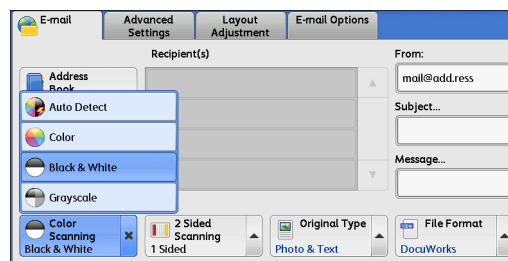 E-mail
Advanced
Settings
Layout
Adjustment
E-mail Options
Recipient(s)
From:
Address
Book
mail@add.ress
Auto Detect
Subject...
Color
Black & White
Message...
Grayscale
Color
Scanning
Black & White
2 Sided
Scanning
1 Sided
Original Type
Photo & Text
File Format
DocuWorks